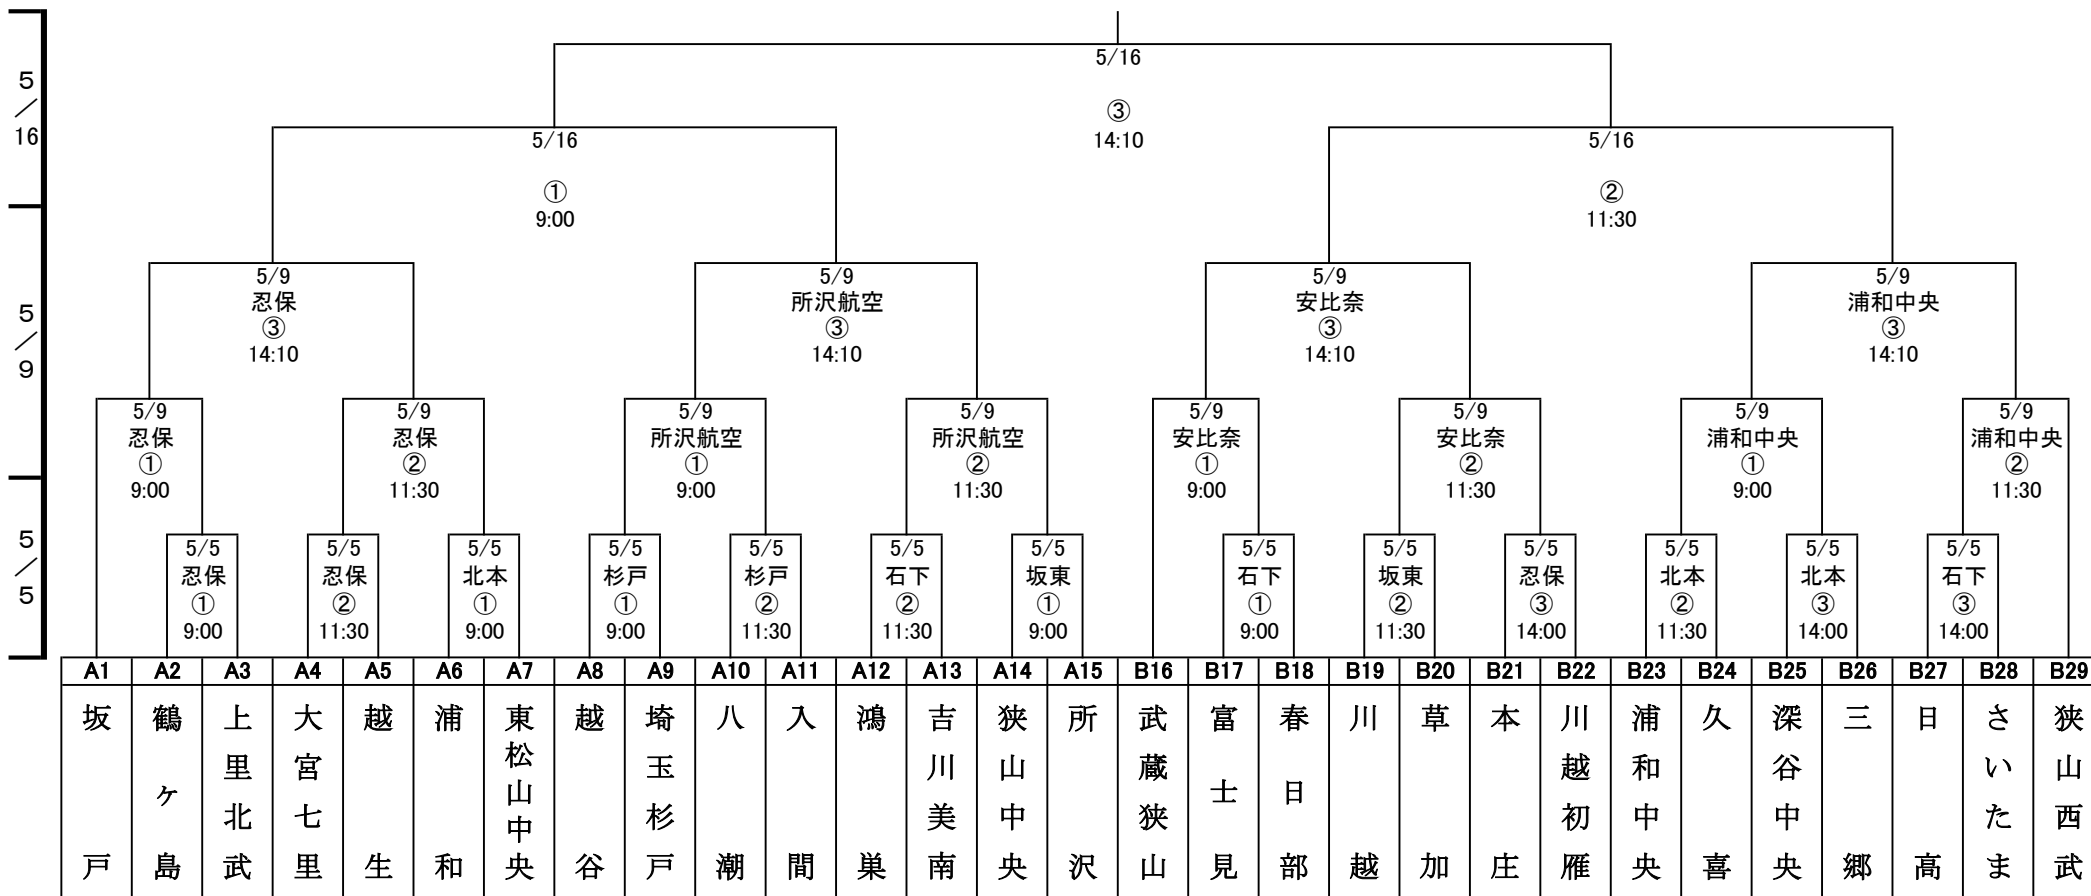 5/16
③
14:10
5/16
①
9:00
5/16
②
11:30
5/16
5/9
忍保
③
14:10
5/9
所沢航空
③
14:10
5/9
安比奈
③
14:10
5/9
浦和中央
③
14:10
5/9
5/9
忍保
①
9:00
5/9
忍保
②
11:30
5/9
所沢航空
①
9:00
5/9
所沢航空
②
11:30
5/9
安比奈
①
9:00
5/9
安比奈
②
11:30
5/9
浦和中央
①
9:00
5/9
浦和中央
②
11:30
5/5
5/5
忍保
①
9:00
5/5
忍保
②
11:30
5/5
北本
①
9:00
5/5
杉戸
①
9:00
5/5
杉戸
②
11:30
5/5
石下
②
11:30
5/5
坂東
①
9:00
5/5
石下
①
9:00
5/5
坂東
②
11:30
5/5
忍保
③
14:00
5/5
北本
②
11:30
5/5
北本
③
14:00
5/5
石下
③
14:00
A1 A2 A3 A4 A5 A6 A7 A8 A9 A10 A11 A12 A13 A14 A15 B16 B17 B18 B19 B20 B21 B22 B23 B24 B25 B26 B27 B28 B29
坂戸
鶴ヶ島
上里北武
大宮七里
越生
浦和
東松山中央
越谷
埼玉杉戸
八潮
入間
鴻巣
吉川美南
狭山中央
所沢
武蔵狭山
富士見
春日部
川越
草加
本庄
川越初雁
浦和中央
久喜
深谷中央
三郷
日高
さいたま
狭山西武